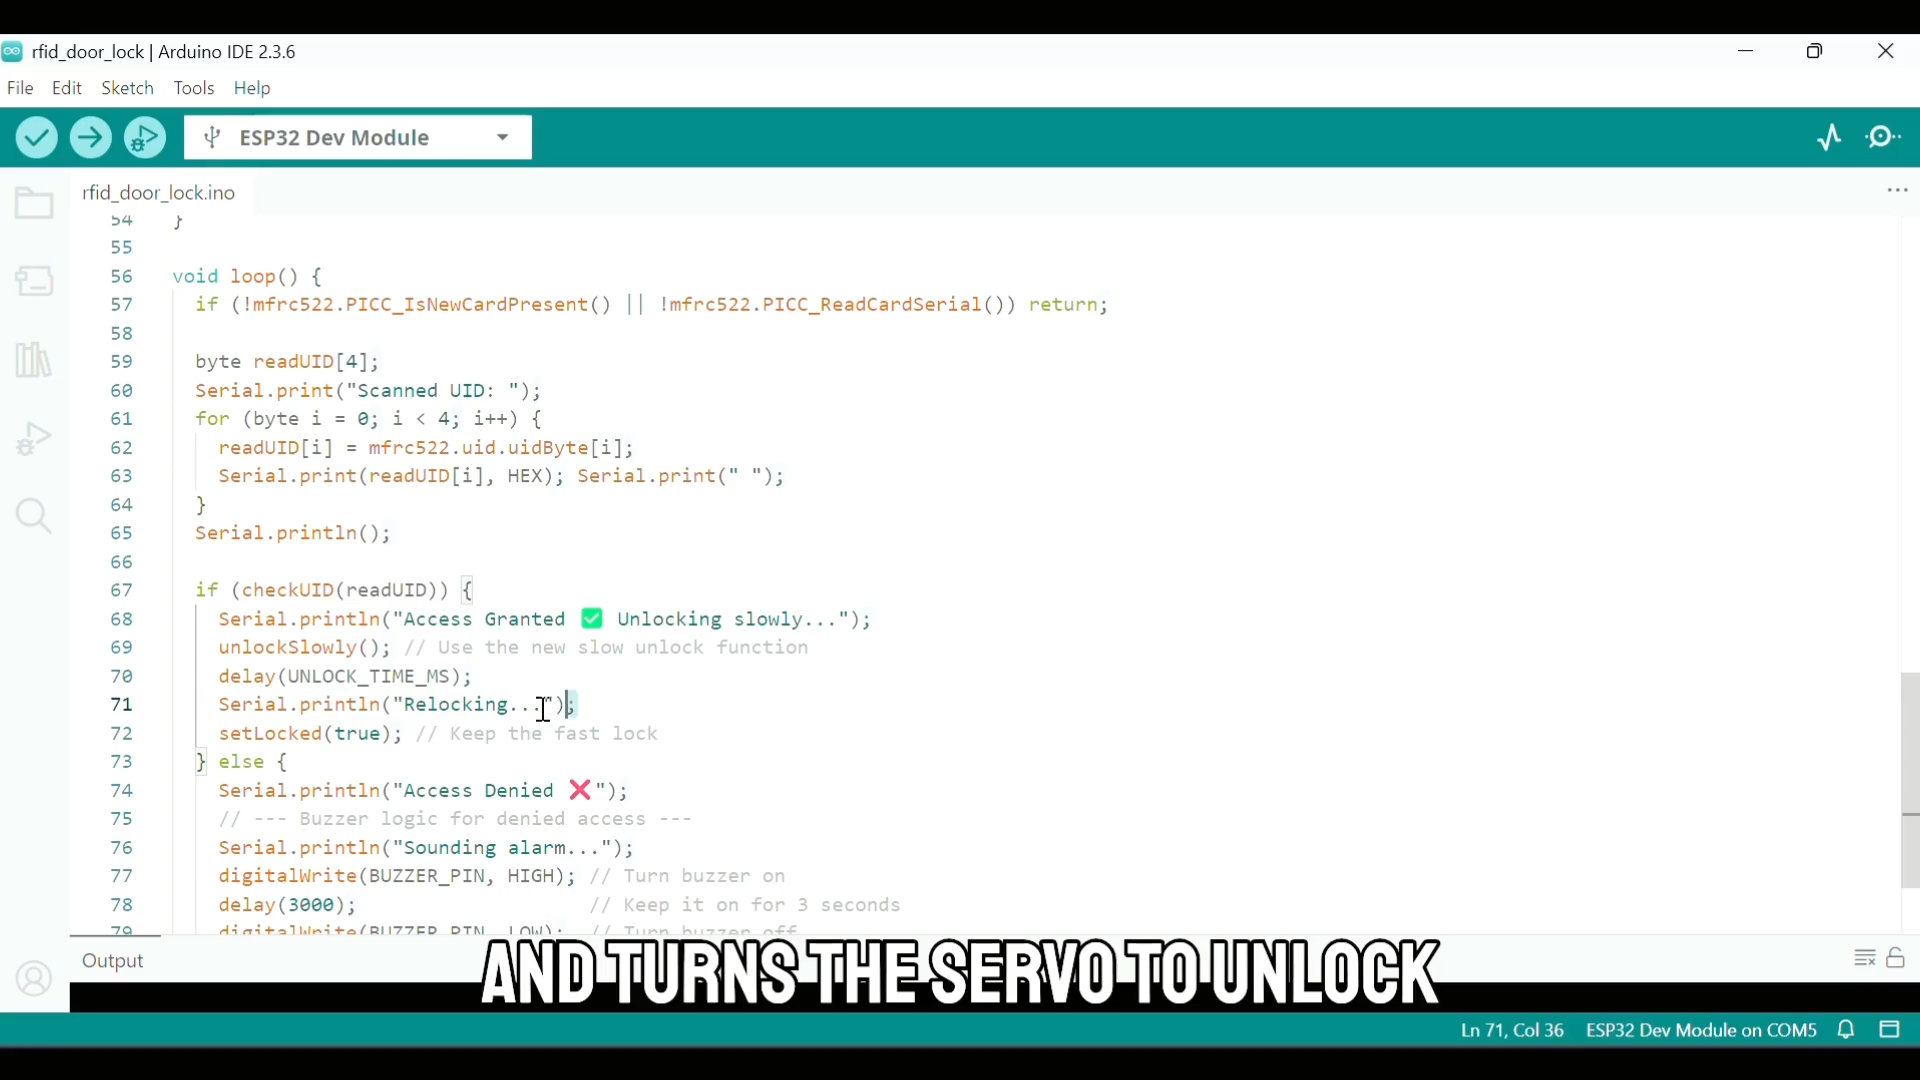 rfid_door_lock | Arduino IDE 2.3.6
File Edit Sketch Tools Help
ESP32 Dev Module
rfid_door_lock.ino
54 }
55
56 void loop() {
57 if (!mfrc522.PICC_IsNewCardPresent() || !mfrc522.PICC_ReadCardSerial()) return;
58
59 byte readUID[4];
60 Serial.print("Scanned UID: ");
61 for (byte i = 0; i < 4; i++) {
62 readUID[i] = mfrc522.uid.uidByte[i];
63 Serial.print(readUID[i], HEX); Serial.print(" ");
64 }
65 Serial.println();
66
67 if (checkUID(readUID)) {
68 Serial.println("Access Granted ✅ Unlocking slowly...");
69 unlockSlowly(); // Use the new slow unlock function
70 delay(UNLOCK_TIME_MS);
71 Serial.println("Relocking...");
72 setLocked(true); // Keep the fast lock
73 } else {
74 Serial.println("Access Denied ❌");
75 // --- Buzzer logic for denied access ---
76 Serial.println("Sounding alarm...");
77 digitalWrite(BUZZER_PIN, HIGH); // Turn buzzer on
78 delay(3000); // Keep it on for 3 seconds
79 digitalWrite(BUZZER_PIN, LOW); // Turn buzzer off
Output
AND TURNS THE SERVO TO UNLOCK
Ln 71, Col 36 ESP32 Dev Module on COM5